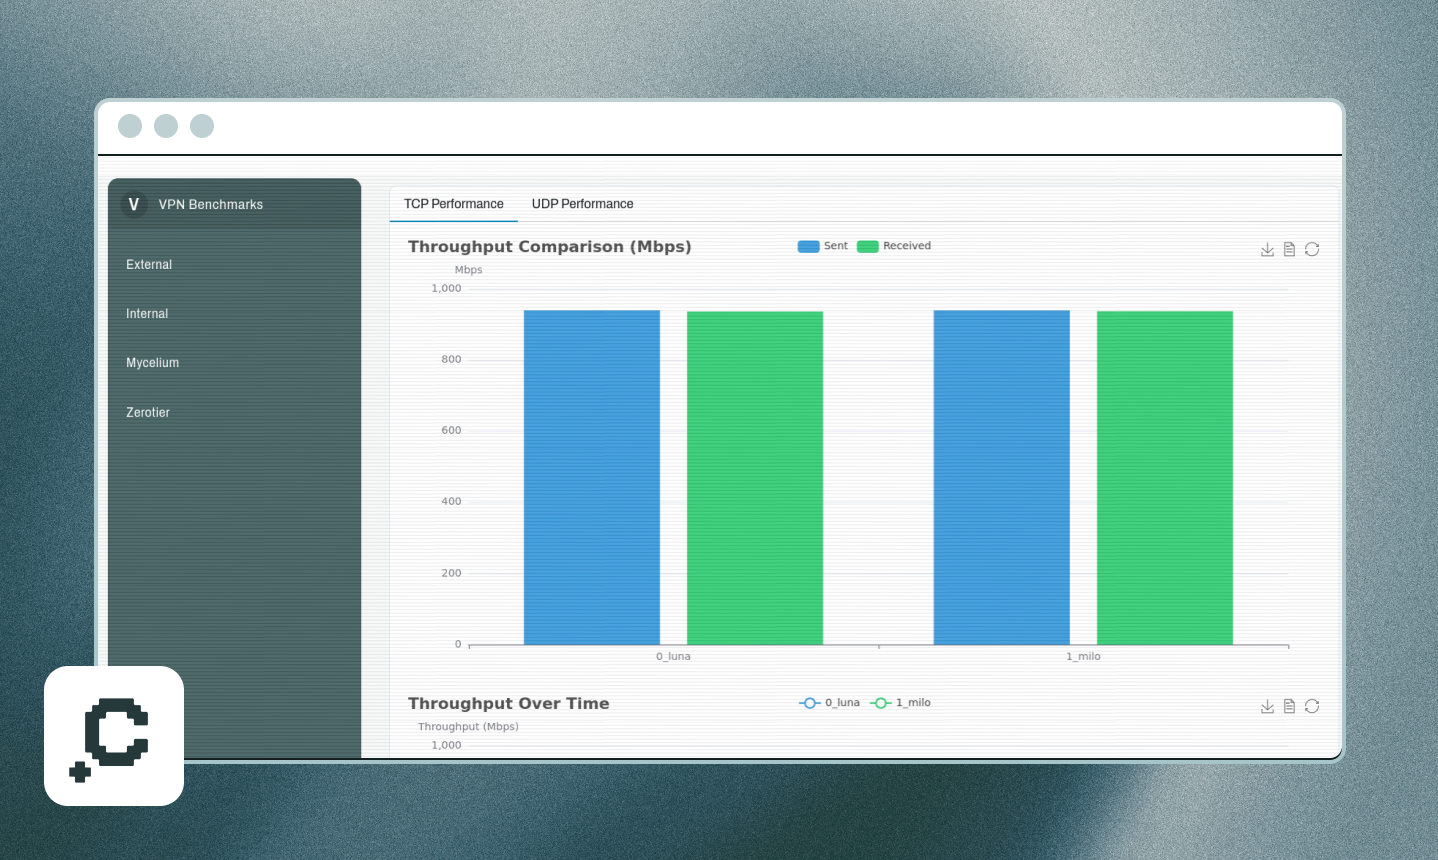 V VPN Benchmarks
External
Internal
Mycelium
Zerotier
TCP Performance UDP Performance
Throughput Comparison (Mbps)
Sent Received
Mbps
1,000
800
600
400
200
0
0_luna 1_milo
Throughput Over Time
0_luna 1_milo
Throughput (Mbps)
1,000
C